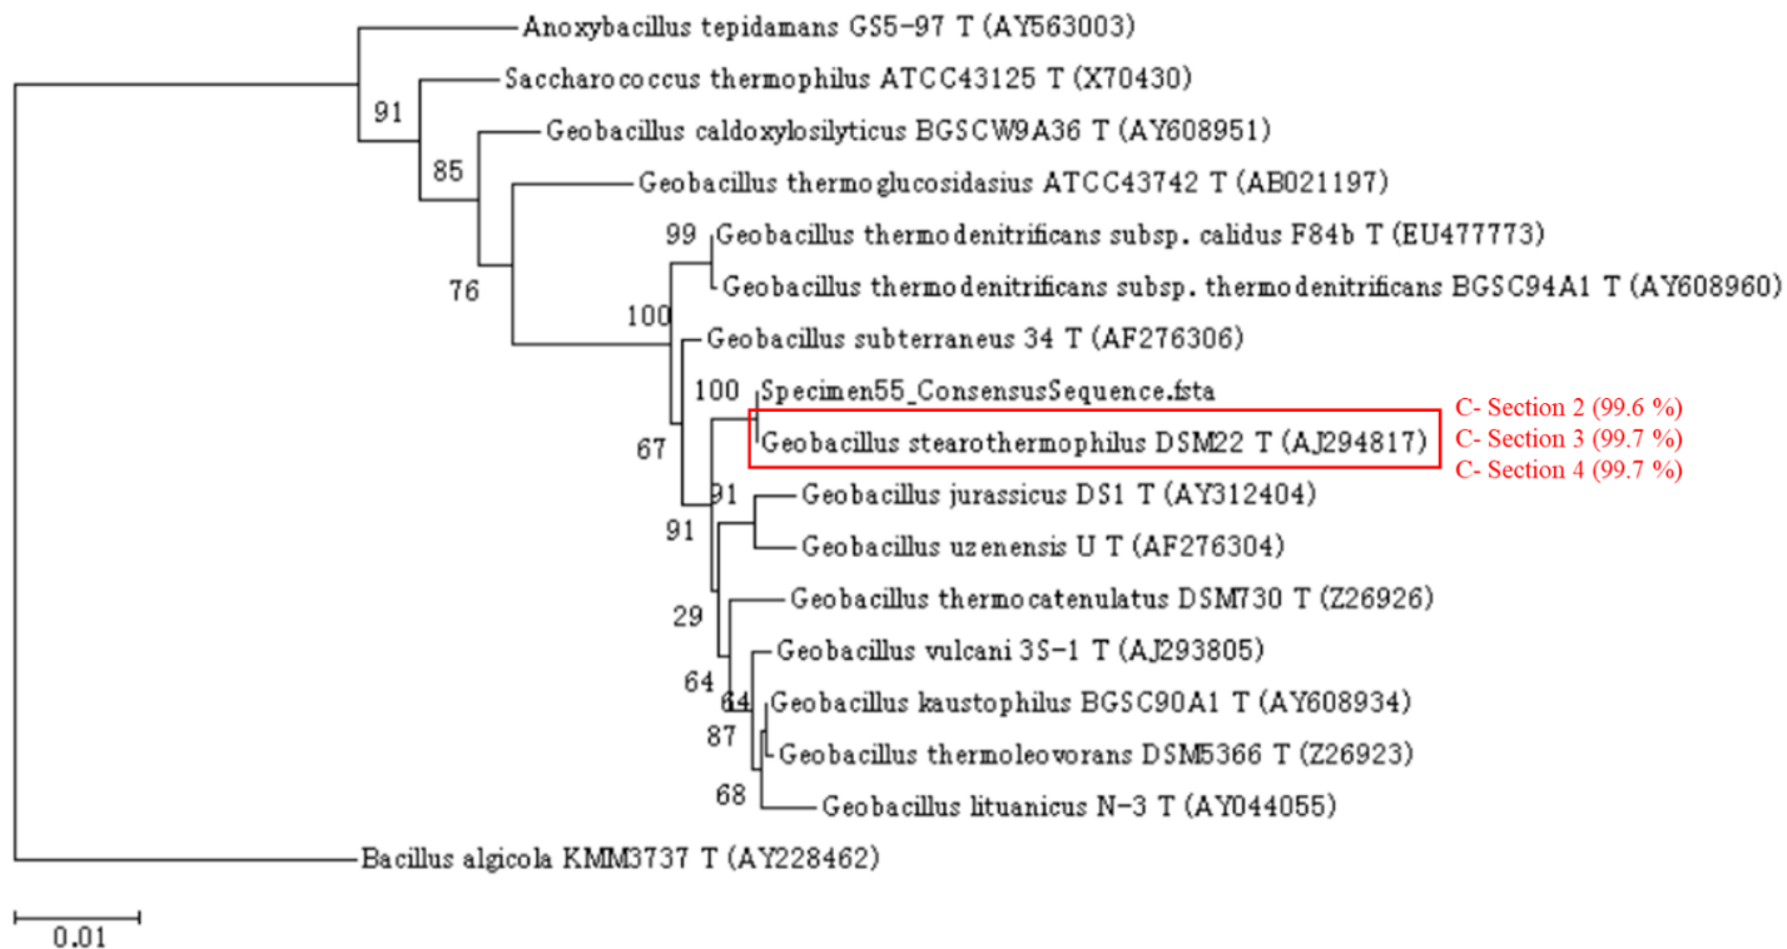 Anoxybacillus tepidamans GS5-97 T (AY563003)
Saccharococcus thermophilus ATCC43125 T (X70430)
91
Geobacillus caldoxylosilyticus BGSCW9A36 T (AY608951)
85
Geobacillus thermoglucosidasius ATCC43742 T (AB021197)
99
Geobacillus thermodenitrificans subsp. calidus F84b T (EU477773)
76
Geobacillus thermodenitrificans subsp. thermodenitrificans BGSC94A1 T (AY608960)
100
Geobacillus subterraneus 34 T (AF276306)
100
Specimen55_ConsensusSequence.fsta
C- Section 2 (99.6 %)
67
Geobacillus stearothermophilus DSM22 T (AJ294817)
C- Section 3 (99.7 %)
C- Section 4 (99.7 %)
91
Geobacillus jurassicus DS1 T (AY312404)
91
Geobacillus uzenensis U T (AF276304)
Geobacillus thermocatenulatus DSM730 T (Z26926)
29
Geobacillus vulcani 3S-1 T (AJ293805)
64
64
Geobacillus kaustophilus BGSC90A1 T (AY608934)
87
Geobacillus thermoleovorans DSM5366 T (Z26923)
68
Geobacillus lituanicus N-3 T (AY044055)
Bacillus algicola KMM3737 T (AY228462)
0.01